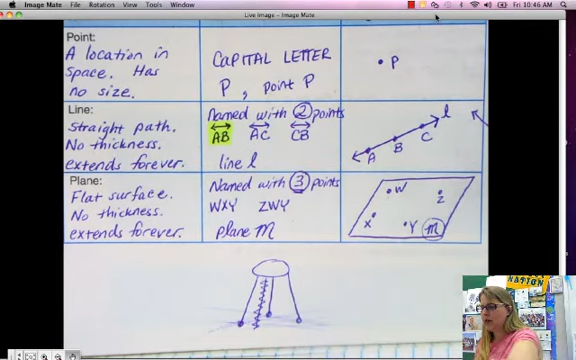 Image Mate File Rotation View Tools Window
Fri 10:46 AM
Live Image - Image Mate
Point:
A location in
space. Has
no size.
CAPITAL LETTER
P, point P
P
Line:
Straight path.
No thickness.
extends forever.
Named with 2 points
AB AC CB
line l
A B C l
Plane:
Flat surface.
No thickness.
extends forever.
Named with 3 points
WXY ZWY
plane m
W
Z
X
Y m